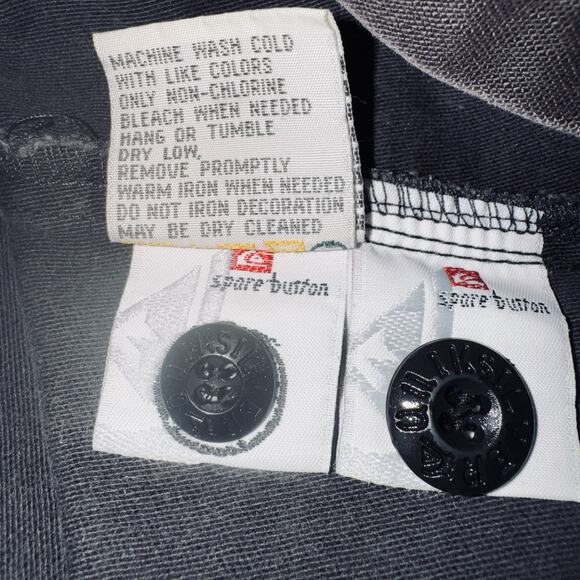 MACHINE WASH COLD
WITH LIKE COLORS
ONLY NON-CHLORINE
BLEACH WHEN NEEDED
HANG OR TUMBLE
DRY LOW,
REMOVE PROMPTLY
WARM IRON WHEN NEEDED
DO NOT IRON DECORATION
MAY BE DRY CLEANED
spare button
spare button